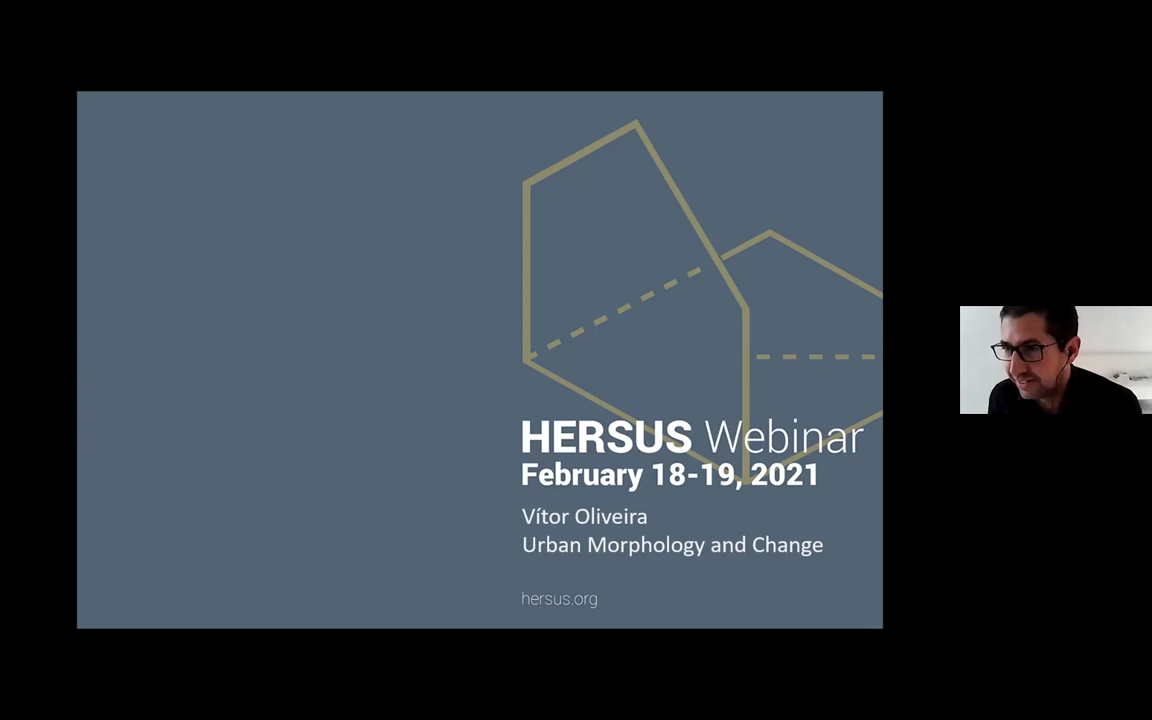 HERSUS Webinar
February 18-19, 2021
Vítor Oliveira
Urban Morphology and Change
hersus.org